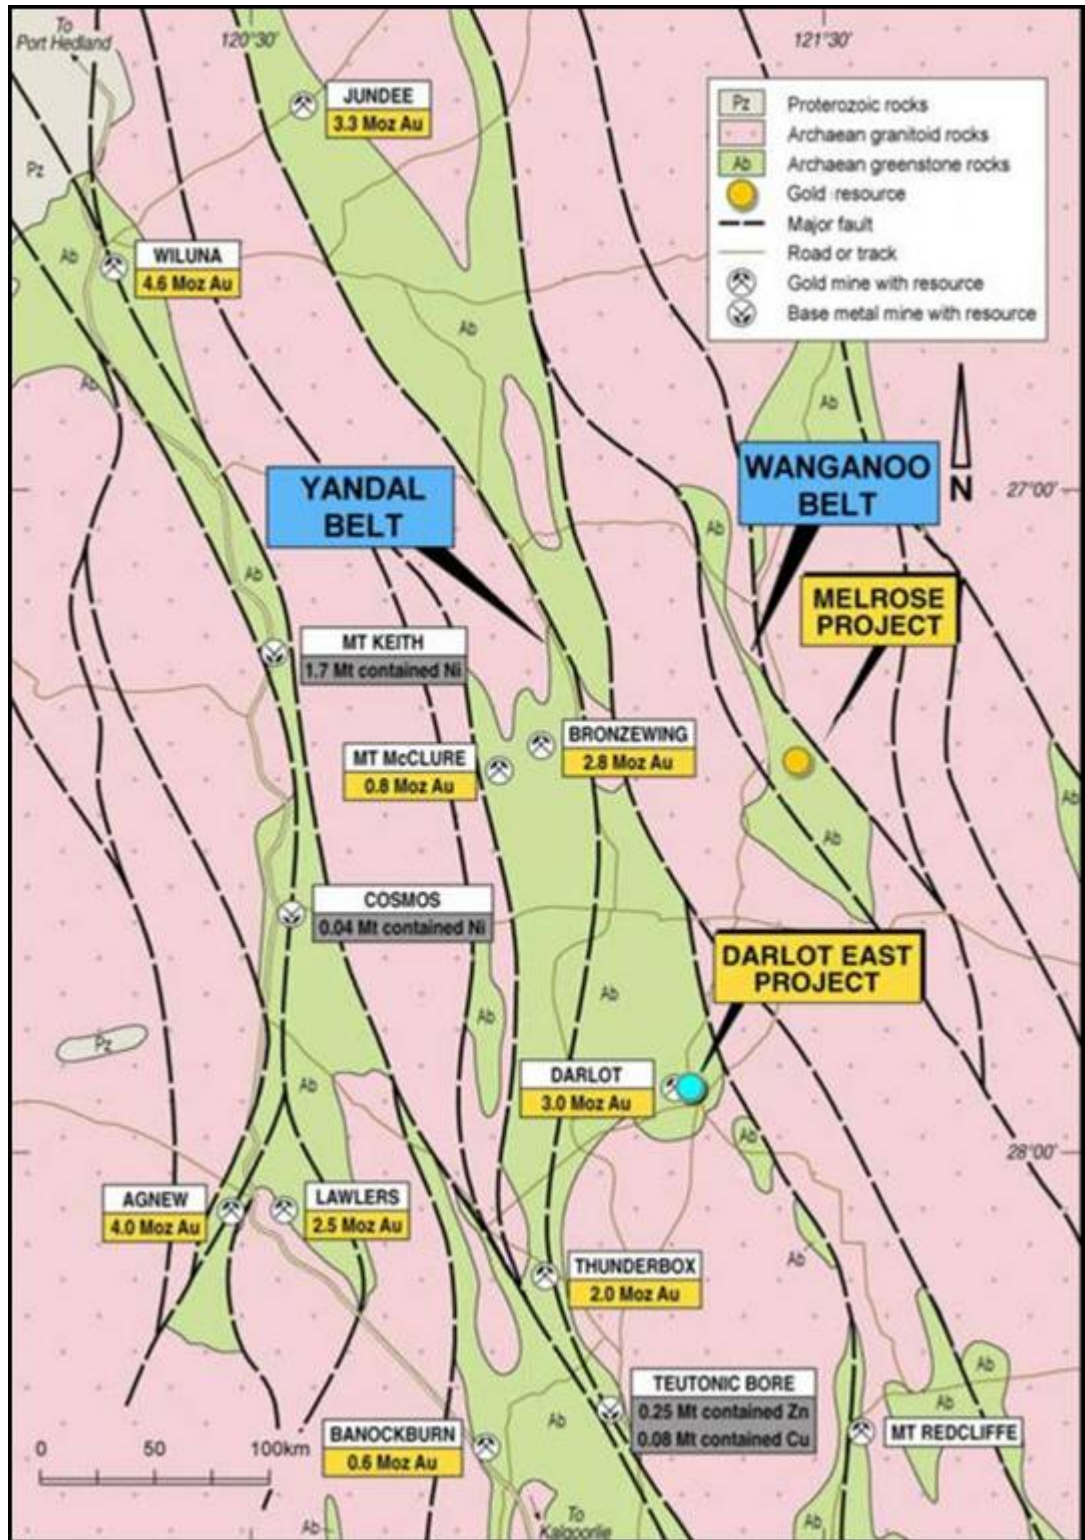 To
Port Hedland
120°30'
121°30'
JUNDEE
3.3 Moz Au
Pz
Proterozoic rocks
Archaean granitoid rocks
Ab
Archaean greenstone rocks
Gold resource
Major fault
Road or track
Gold mine with resource
Base metal mine with resource
Pz
Ab
WILUNA
4.6 Moz Au
Ab
Ab
Ab
YANDAL
BELT
WANGANOO
BELT
N
27°00'
Ab
Ab
MELROSE
PROJECT
MT KEITH
1.7 Mt contained Ni
BRONZEWING
2.8 Moz Au
MT McCLURE
0.8 Moz Au
Ab
Ab
COSMOS
0.04 Mt contained Ni
DARLOT EAST
PROJECT
Ab
Ab
Pz
DARLOT
3.0 Moz Au
Ab
Ab
28°00'
AGNEW
4.0 Moz Au
LAWLERS
2.5 Moz Au
Ab
THUNDERBOX
2.0 Moz Au
Ab
TEUTONIC BORE
0.25 Mt contained Zn
0.08 Mt contained Cu
Ab
Ab
MT REDCLIFFE
BANOCKBURN
0.6 Moz Au
0 50 100km
To
Kalgoorlie
Ab
Ab